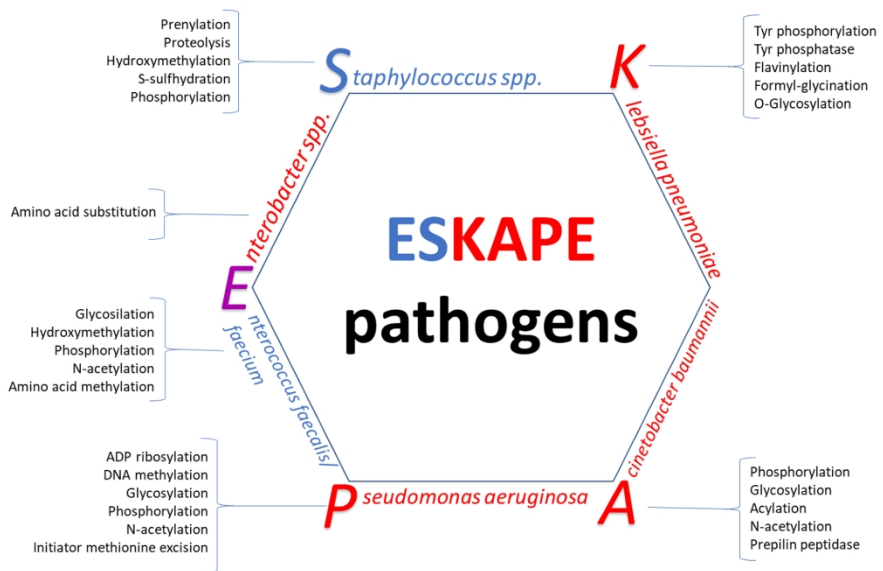 Prenylation
Proteolysis
Hydroxymethylation
S-sulfhydration
Phosphorylation
Staphylococcus spp.
Klebsiella pneumoniae
Tyr phosphorylation
Tyr phosphatase
Flavinylation
Formyl-glycination
O-Glycosylation
Amino acid substitution
Enterobacter spp.
ESKAPE
pathogens
Glycosilation
Hydroxymethylation
Phosphorylation
N-acetylation
Amino acid methylation
nterococcus faecalis/
faecium
Acinetobacter baumannii
ADP ribosylation
DNA methylation
Glycosylation
Phosphorylation
N-acetylation
Initiator methionine excision
Pseudomonas aeruginosa
Phosphorylation
Glycosylation
Acylation
N-acetylation
Prepilin peptidase